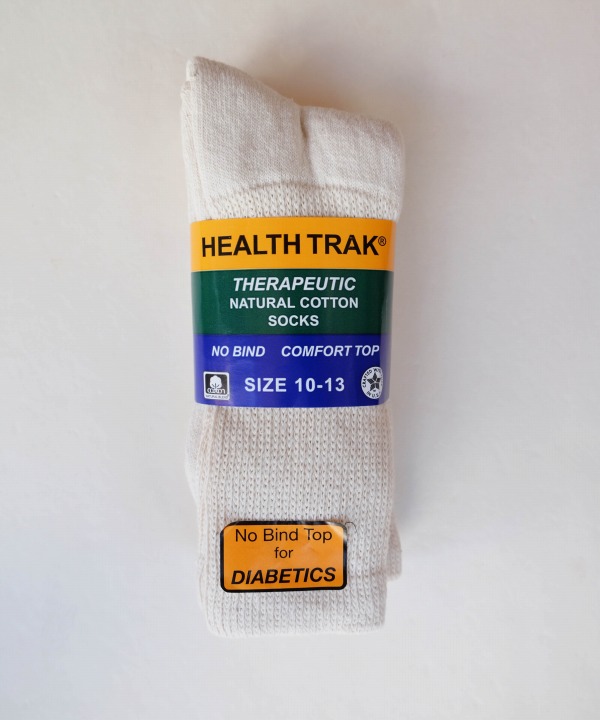 HEALTH TRAK®
THERAPEUTIC
NATURAL COTTON
SOCKS
NO BIND COMFORT TOP
SIZE 10-13
No Bind Top
for
DIABETICS